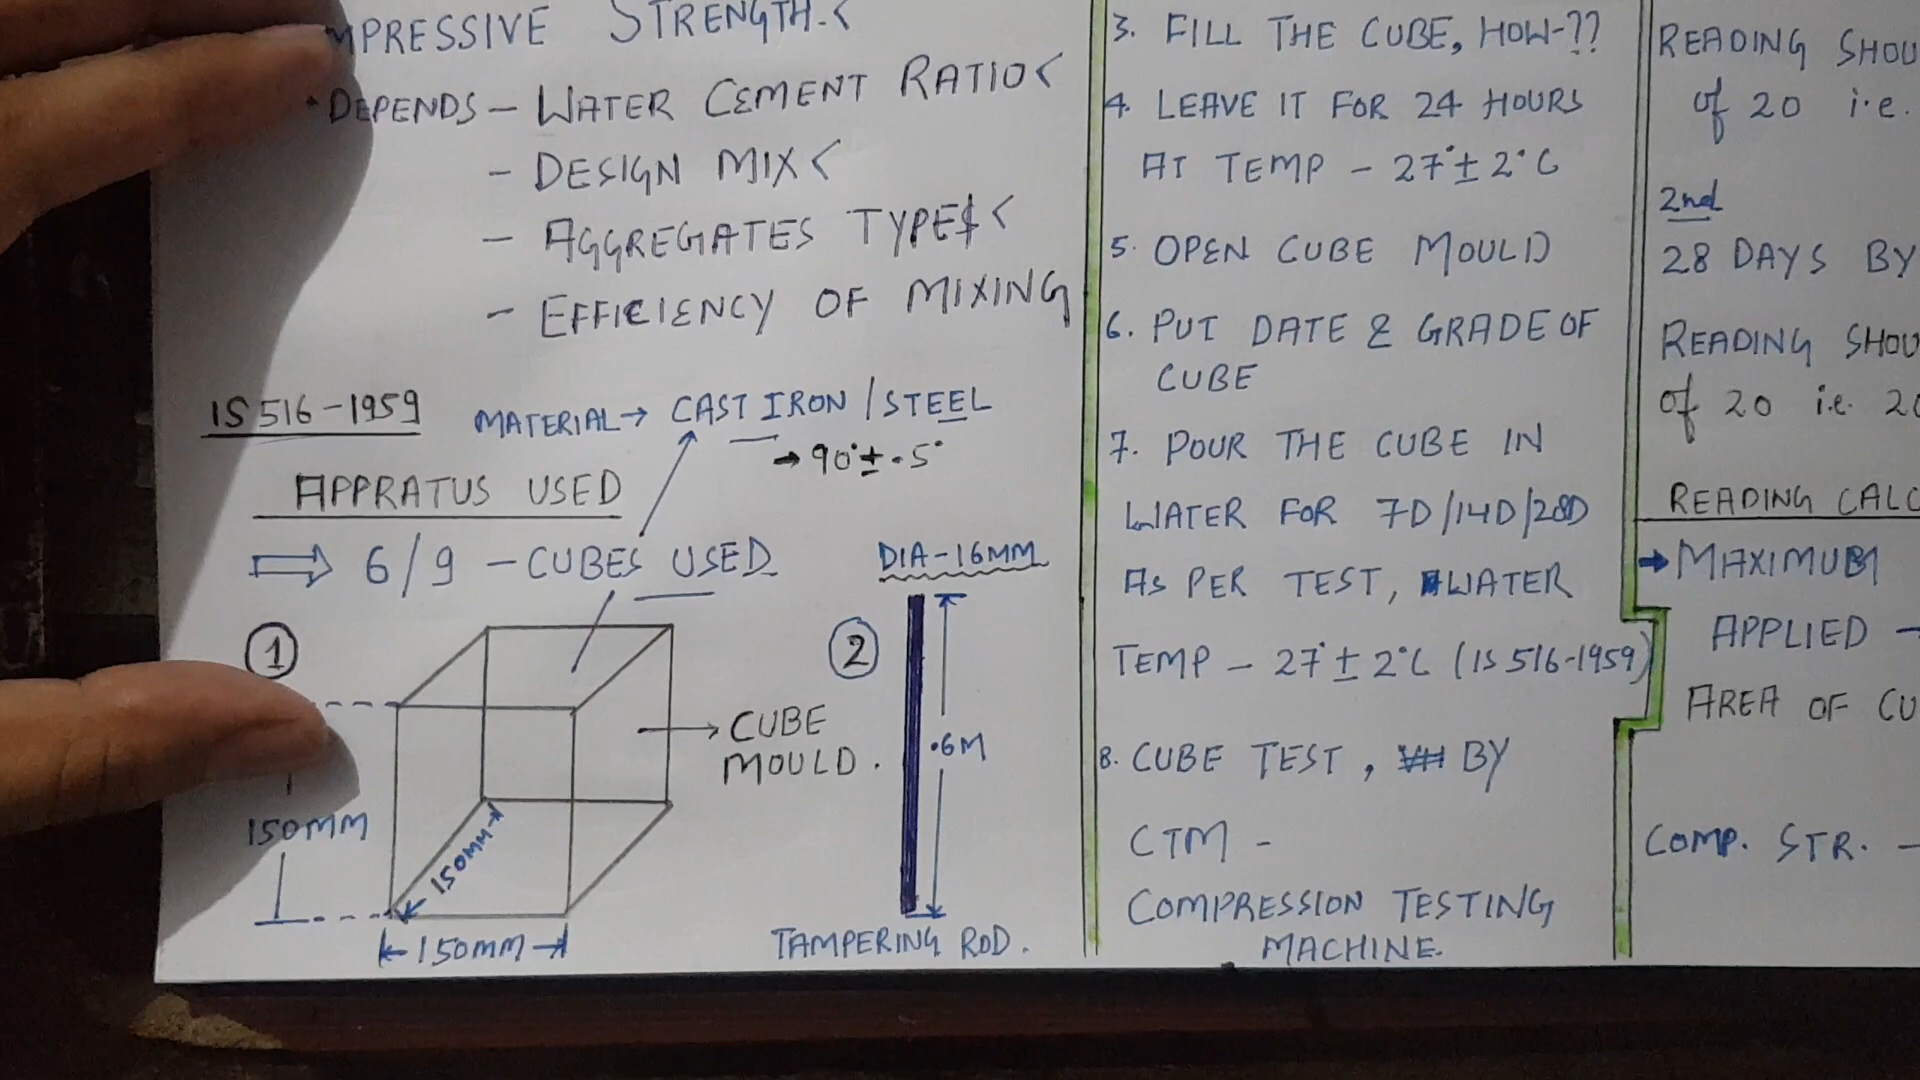 MPRESSIVE STRENGTH.<
DEPENDS - WATER CEMENT RATIO<
- DESIGN MIX<
- AGGREGATES TYPES<
- EFFICIENCY OF MIXING
IS 516-1959
MATERIAL → CAST IRON / STEEL
→ 90°± .5°
APPRATUS USED
⇒ 6/9 - CUBES USED
1
150MM
150MM
150MM
→ CUBE
MOULD.
DIA-16MM
2
.6M
TAMPERING ROD.
3. FILL THE CUBE, HOW-??
4. LEAVE IT FOR 24 HOURS
AT TEMP - 27°± 2°C
5. OPEN CUBE MOULD
6. PUT DATE & GRADE OF
CUBE
7. POUR THE CUBE IN
WATER FOR 7D/14D/28D
AS PER TEST, WATER
TEMP - 27°± 2°C (IS 516-1959)
8. CUBE TEST, BY
CTM -
COMPRESSION TESTING
MACHINE.
READING SHOU
of 20 i.e.
2nd
28 DAYS BY
READING SHOU
of 20 i.e. 20
READING CALC
→ MAXIMUM
APPLIED -
AREA OF CU
COMP. STR. -